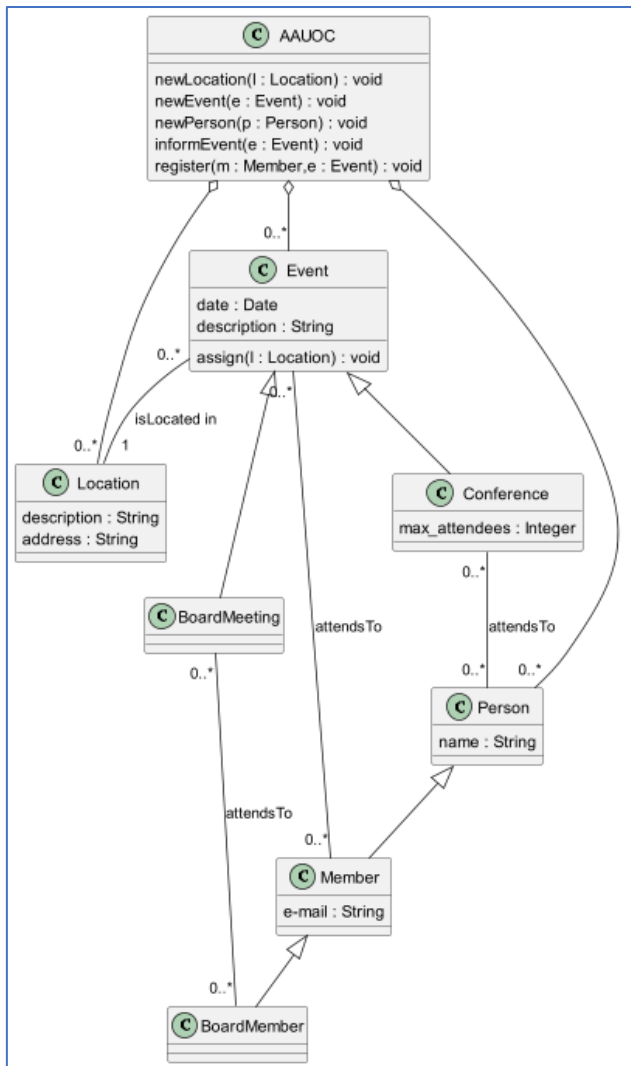 C AAUOC
newLocation(l : Location) : void
newEvent(e : Event) : void
newPerson(p : Person) : void
informEvent(e : Event) : void
register(m : Member,e : Event) : void
0..*
C Event
date : Date
description : String
assign(l : Location) : void
0..*
0..*
isLocated in
0..*
1
C Location
description : String
address : String
C Conference
max_attendees : Integer
0..*
C BoardMeeting
0..*
attendsTo
attendsTo
0..*
0..*
C Person
name : String
attendsTo
0..*
C Member
e-mail : String
0..*
C BoardMember